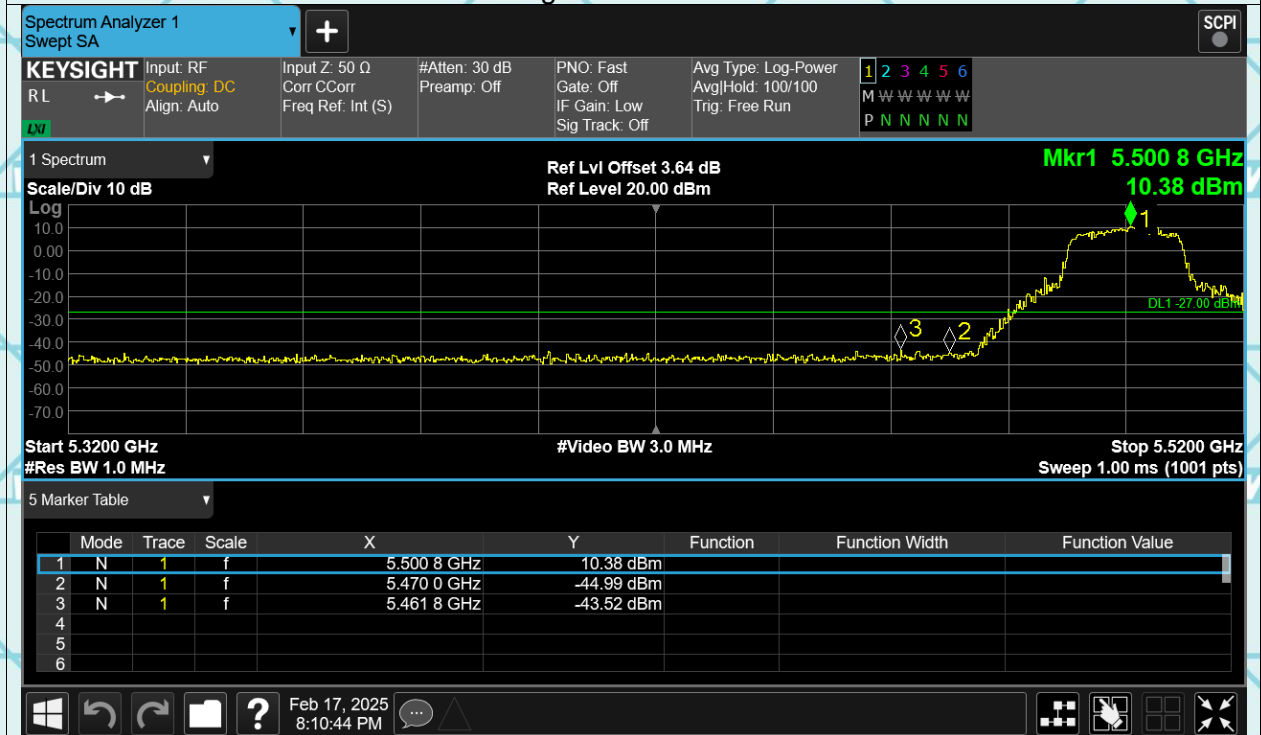 Spectrum Analyzer 1
Swept SA
+
SCPI
KEYSIGHT
RL
LXI
Input: RF
Coupling: DC
Align: Auto
Input Z: 50 Ω
Corr CCorr
Freq Ref: Int (S)
#Atten: 30 dB
Preamp: Off
PNO: Fast
Gate: Off
IF Gain: Low
Sig Track: Off
Avg Type: Log-Power
Avg|Hold: 100/100
Trig: Free Run
1 2 3 4 5 6
M W W W W W
P N N N N N
1 Spectrum
Scale/Div 10 dB
Ref Lvl Offset 3.64 dB
Ref Level 20.00 dBm
Mkr1 5.500 8 GHz
10.38 dBm
Log
10.0
0.00
-10.0
-20.0
-30.0
-40.0
-50.0
-60.0
-70.0
1
DL1 -27.00 dBm
3
2
Start 5.3200 GHz
#Video BW 3.0 MHz
Stop 5.5200 GHz
#Res BW 1.0 MHz
Sweep 1.00 ms (1001 pts)
5 Marker Table
Mode Trace Scale X Y Function Function Width Function Value
1 N 1 f 5.500 8 GHz 10.38 dBm
2 N 1 f 5.470 0 GHz -44.99 dBm
3 N 1 f 5.461 8 GHz -43.52 dBm
4
5
6
?
Feb 17, 2025
8:10:44 PM